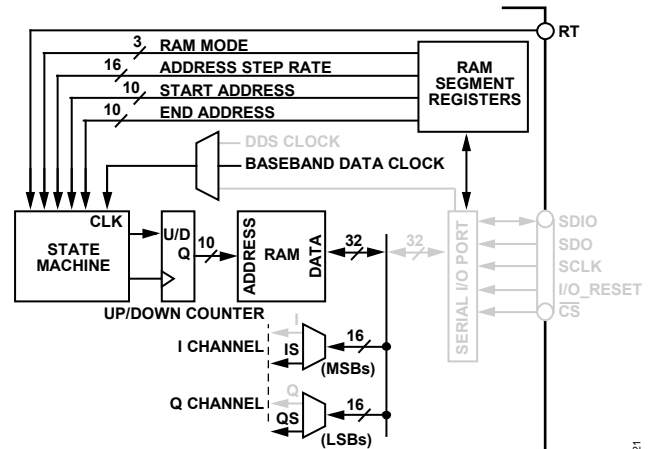 RT
3 RAM MODE
16 ADDRESS STEP RATE
10 START ADDRESS
10 END ADDRESS
RAM
SEGMENT
REGISTERS
DDS CLOCK
BASEBAND DATA CLOCK
CLK
STATE
MACHINE
U/D
Q
10
ADDRESS
RAM
DATA
32
32
SERIAL I/O PORT
SDIO
SDO
SCLK
I/O_RESET
CS
UP/DOWN COUNTER
I
I CHANNEL
IS
16
(MSBs)
Q
Q CHANNEL
QS
16
(LSBs)
21